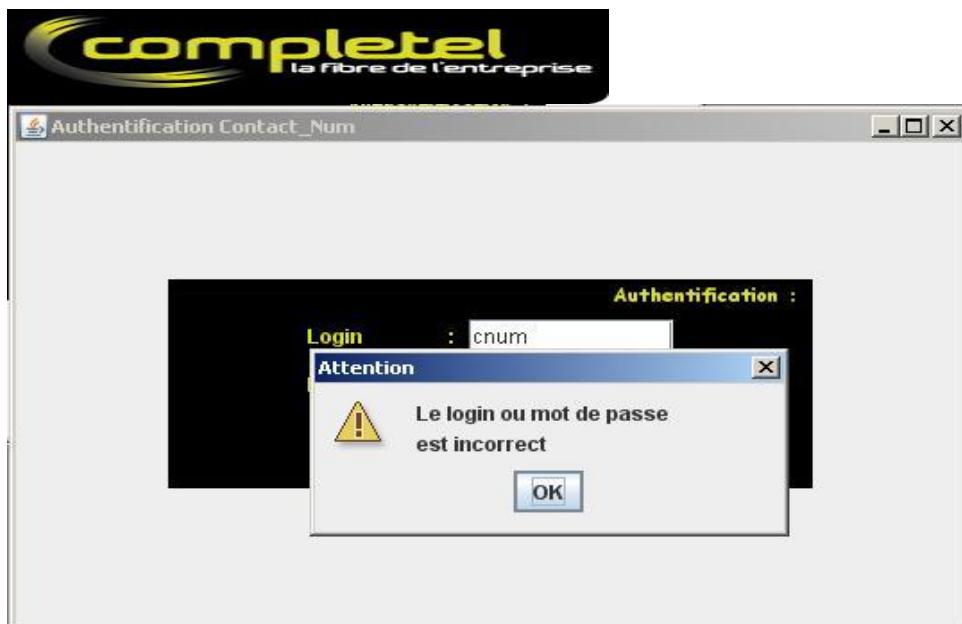 completel
la fibre de l'entreprise
Authentification Contact_Num
Authentification :
Login : cnum
Attention
Le login ou mot de passe
est incorrect
OK